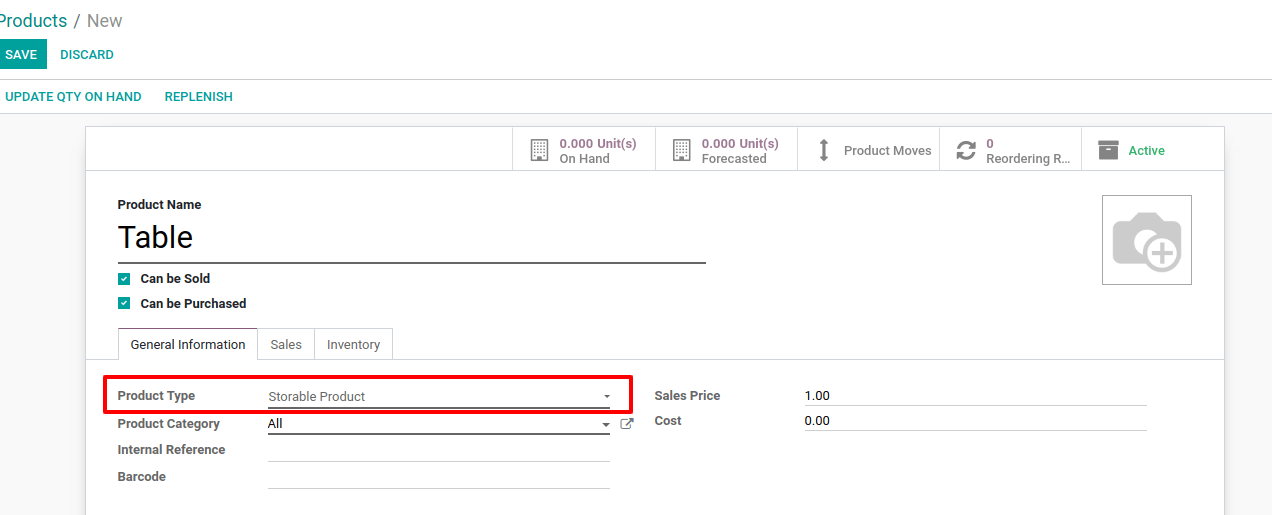 Products / New
SAVE DISCARD
UPDATE QTY ON HAND REPLENISH
0.000 Unit(s)
On Hand
0.000 Unit(s)
Forecasted
Product Moves
0
Reordering R...
Active
Product Name
Table
Can be Sold
Can be Purchased
General Information Sales Inventory
Product Type Storable Product
Sales Price 1.00
Product Category All
Cost 0.00
Internal Reference
Barcode